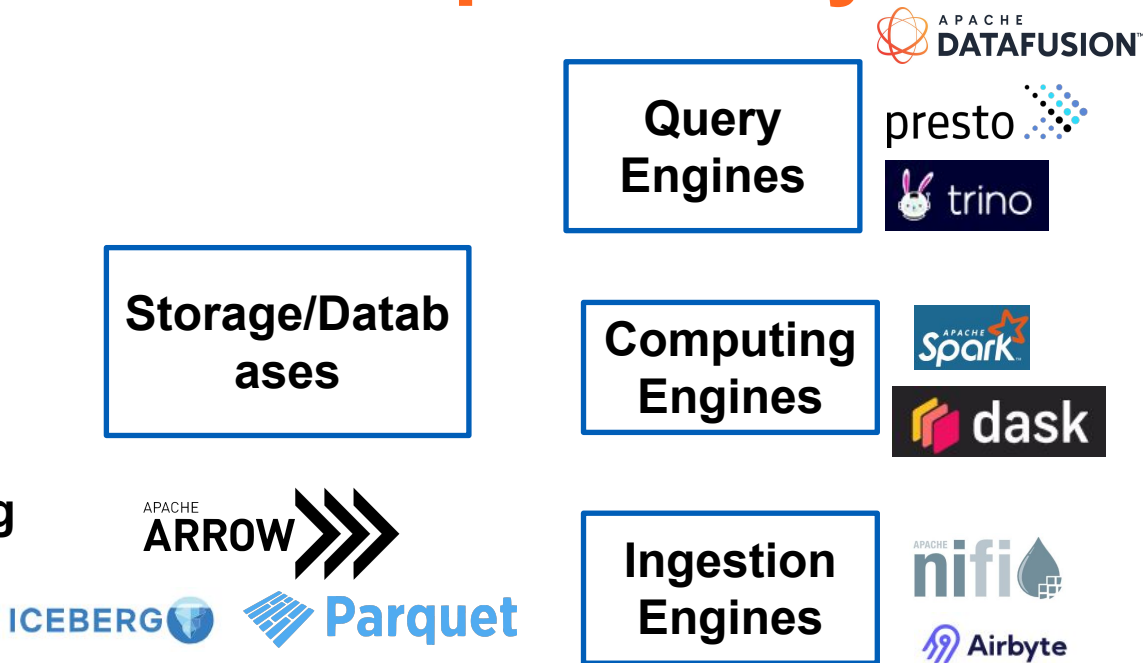 APACHE
DATAFUSION™
Query
Engines
presto
trino
Storage/Datab
ases
Computing
Engines
APACHE
Spark
dask
g
APACHE
ARROW
ICEBERG
Parquet
Ingestion
Engines
APACHE
nifi
Airbyte